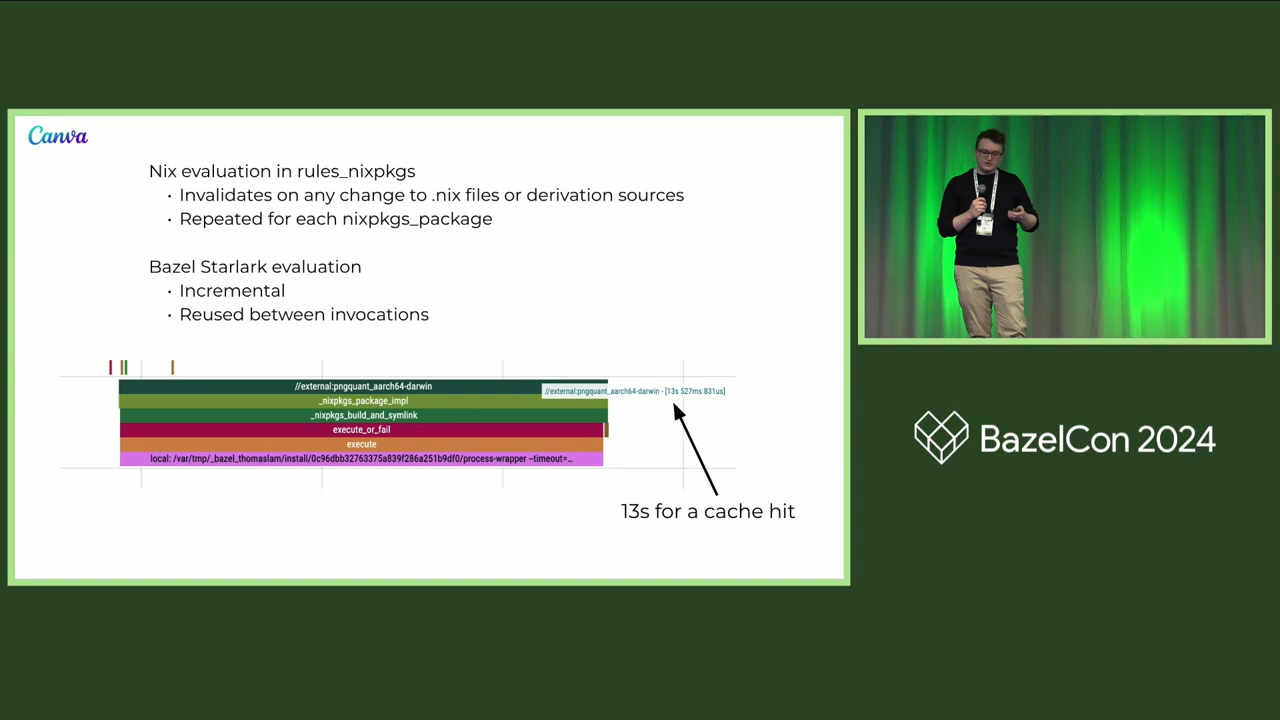 Canva
Nix evaluation in rules_nixpkgs
• Invalidates on any change to .nix files or derivation sources
• Repeated for each nixpkgs_package
Bazel Starlark evaluation
• Incremental
• Reused between invocations
//external:pngquant_aarch64-darwin
//external:pngquant_aarch64-darwin - [13s 527ms 831us]
_nixpkgs_package_impl
_nixpkgs_build_and_symlink
execute_or_fail
execute
local: /var/tmp/_bazel_thomaslam/install/0c96dbb32763375a839f286a251b9df0/process-wrapper --timeout=...
13s for a cache hit
BazelCon 2024